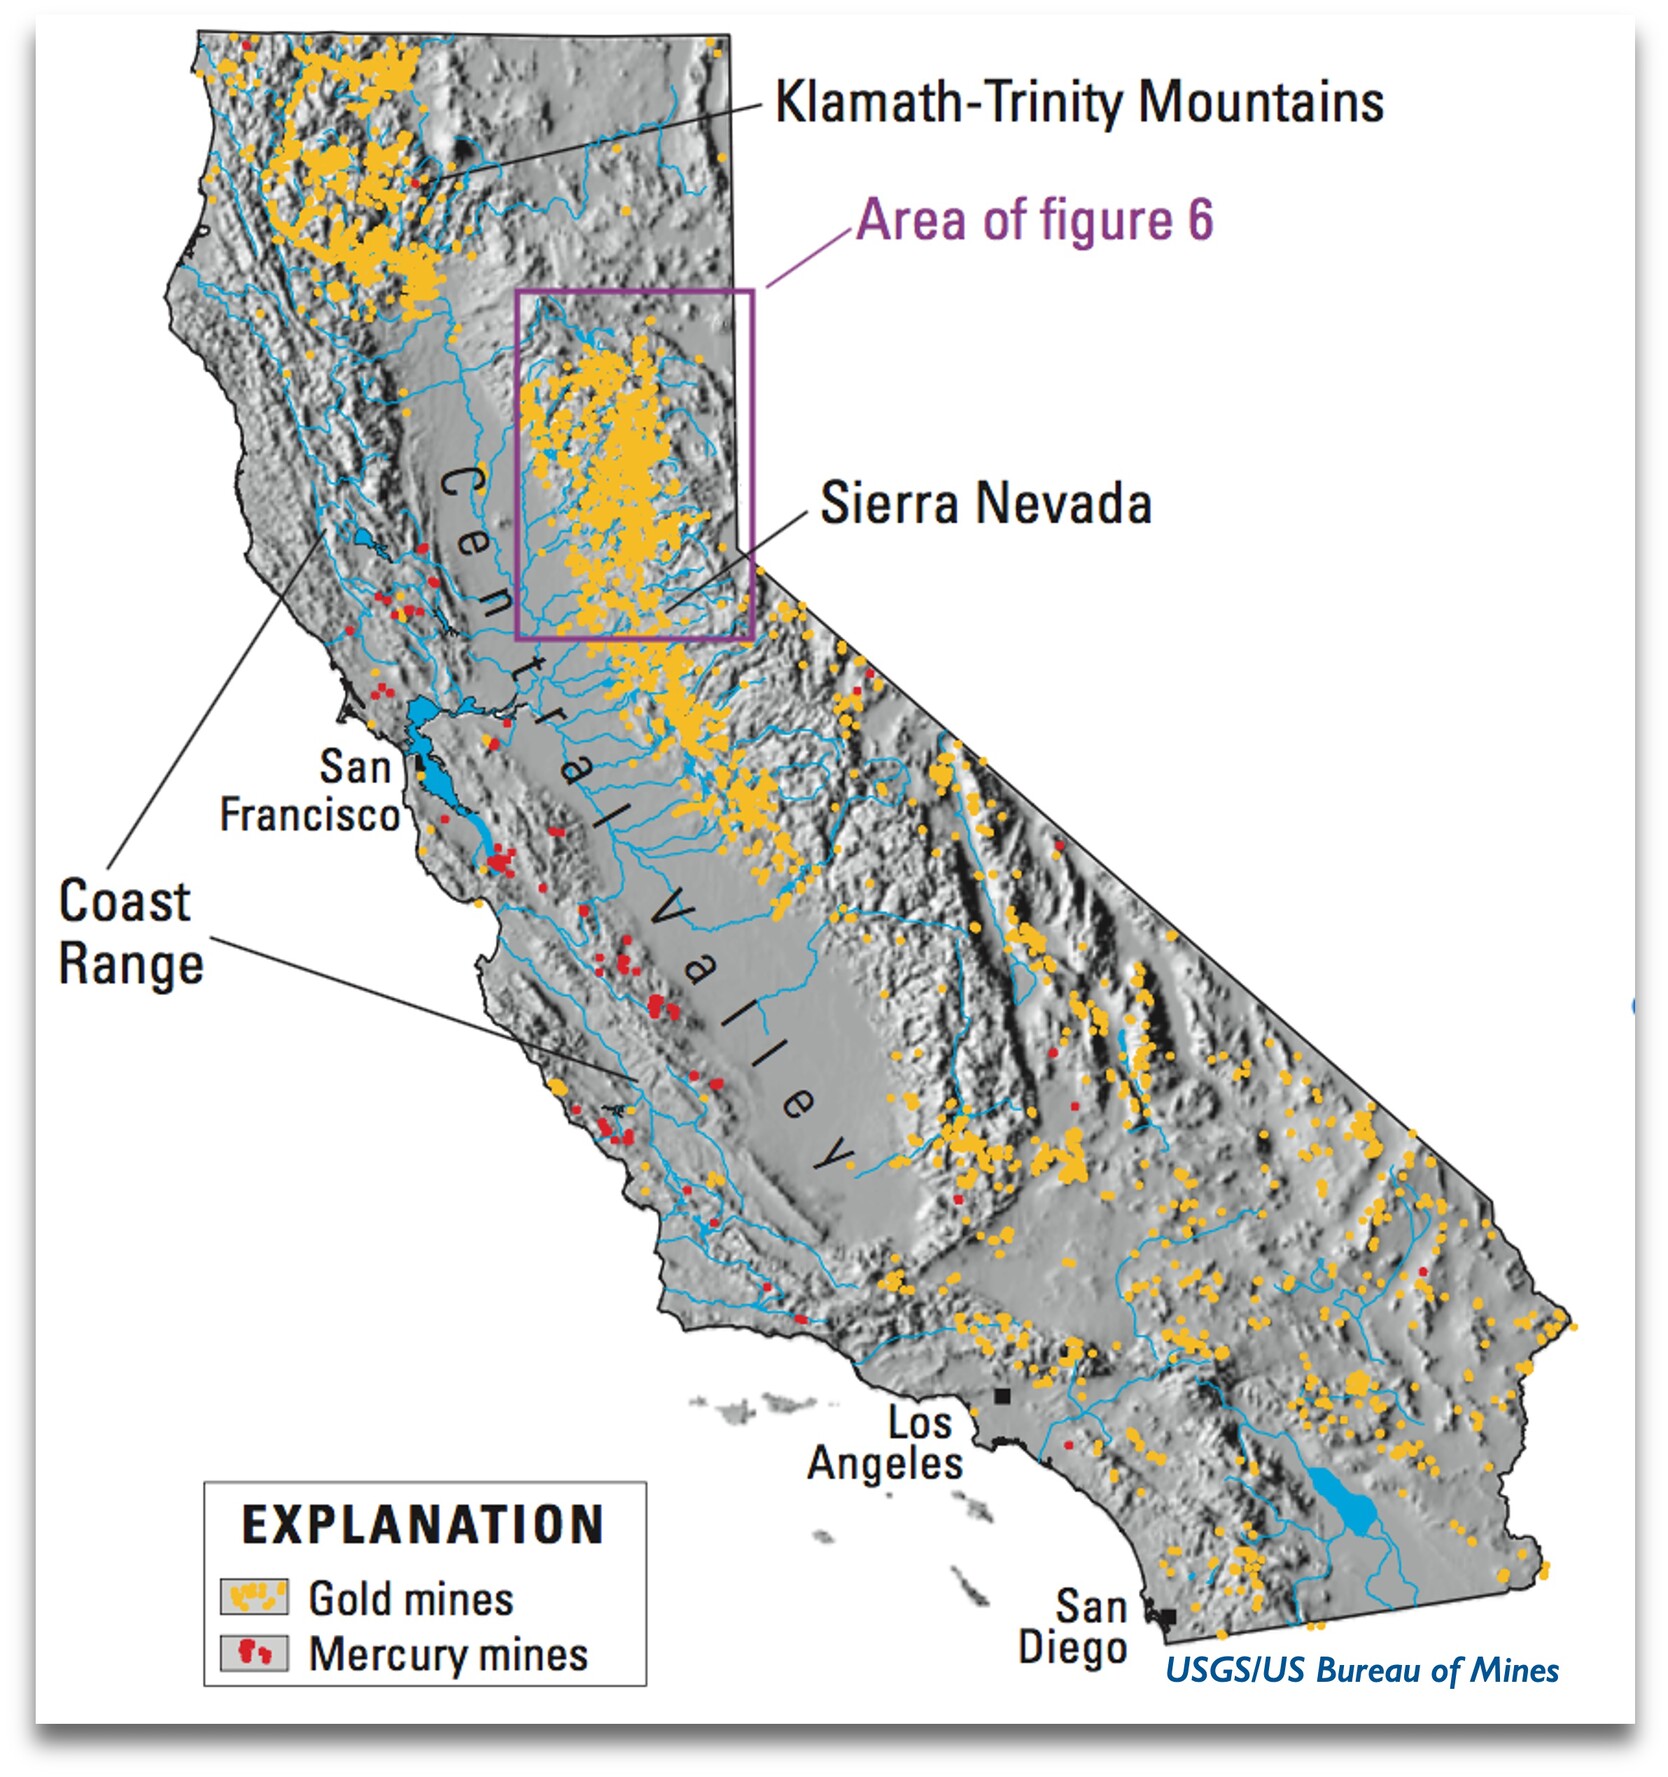 Klamath-Trinity Mountains
Area of figure 6
Sierra Nevada
Central Valley
San
Francisco
Coast
Range
Los
Angeles
San
Diego
EXPLANATION
Gold mines
Mercury mines
USGS/US Bureau of Mines